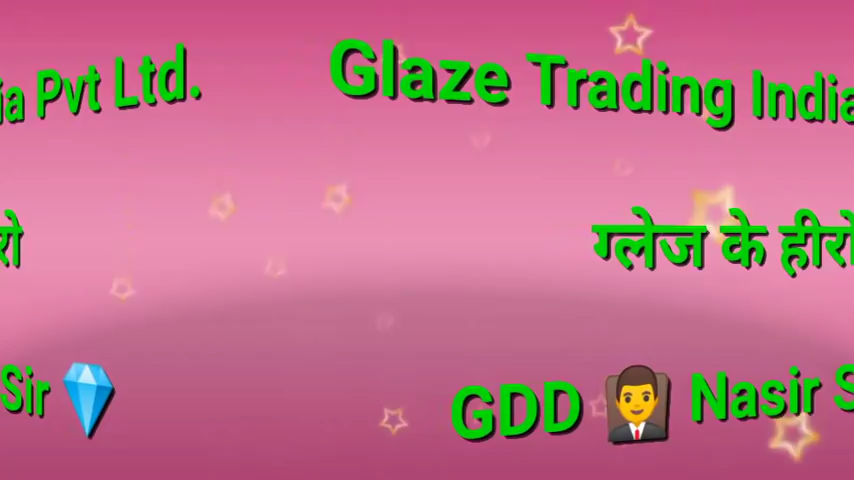 ia Pvt Ltd. Glaze Trading India
रो ग्लेज के हीरो
Sir 💎 GDD 👨‍💼 Nasir S